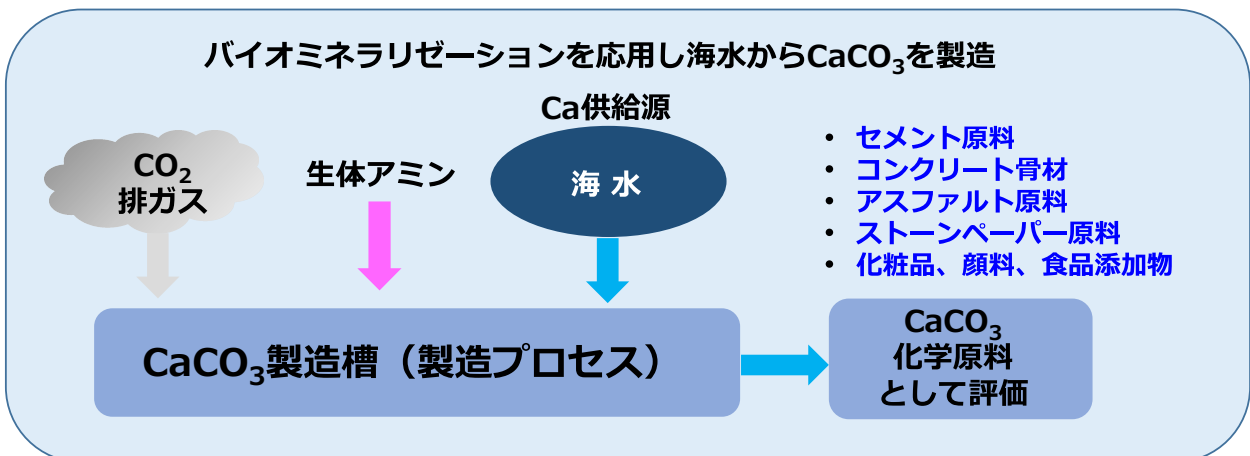 バイオミネラリゼーションを応用し海水からCaCO₃を製造
Ca供給源
CO₂
排ガス
生体アミン
海 水
• セメント原料
• コンクリート骨材
• アスファルト原料
• ストーンペーパー原料
• 化粧品、顔料、食品添加物
CaCO₃製造槽（製造プロセス）
CaCO₃
化学原料
として評価